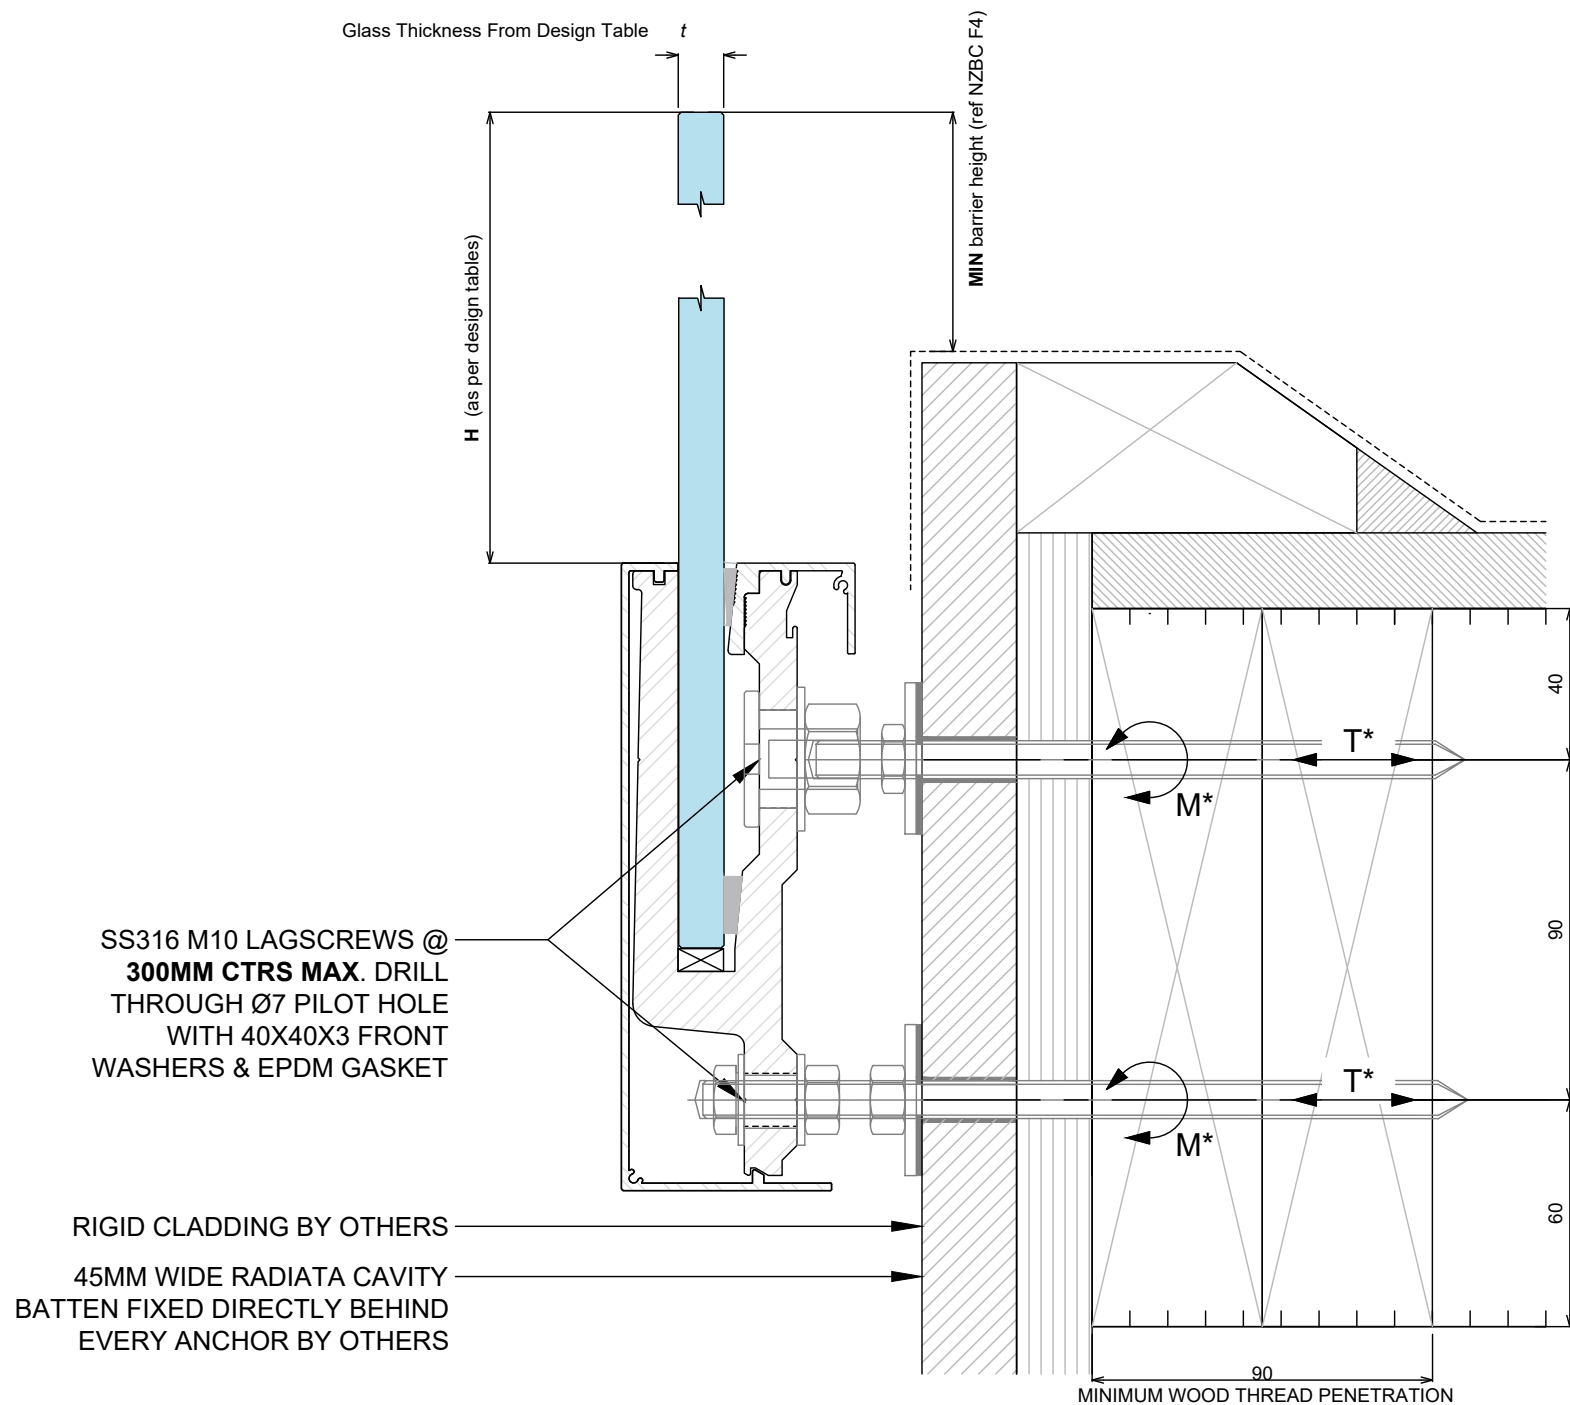 Glass Thickness From Design Table t
MIN barrier height (ref NZBC F4)
H (as per design tables)
40
T*
M*
90
SS316 M10 LAGSCREWS @
300MM CTRS MAX. DRILL
THROUGH Ø7 PILOT HOLE
WITH 40X40X3 FRONT
WASHERS & EPDM GASKET
T*
M*
60
RIGID CLADDING BY OTHERS
45MM WIDE RADIATA CAVITY
BATTEN FIXED DIRECTLY BEHIND
EVERY ANCHOR BY OTHERS
90
MINIMUM WOOD THREAD PENETRATION